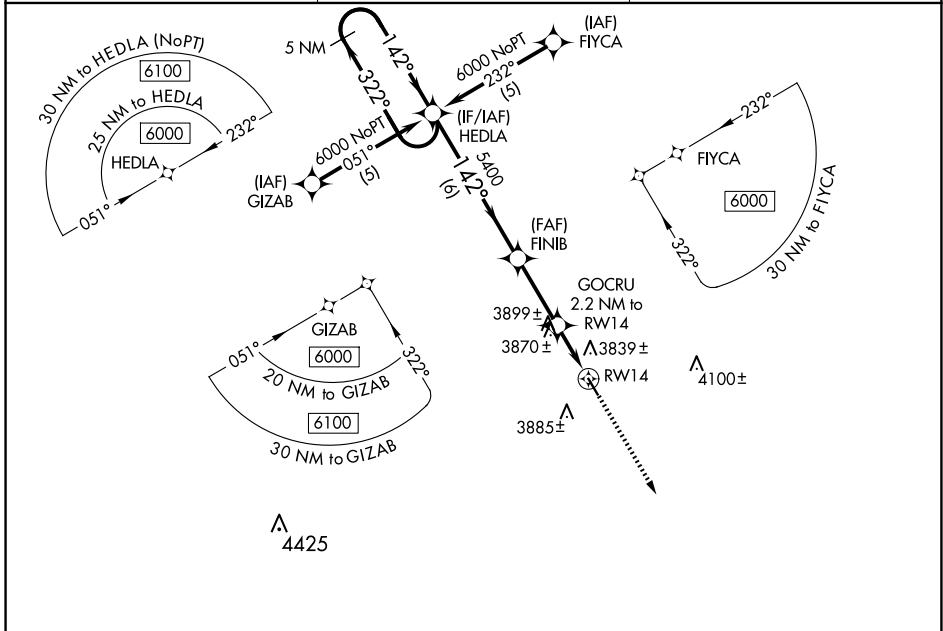 30 NM to HEDLA (NoPT)
6100
25 NM to HEDLA
6000
HEDLA
232°
051°
5 NM
142°
322°
(IAF)
FIYCA
6000 NoPT
232°
(5)
(IF/IAF)
HEDLA
6000 NoPT
051°
(5)
(IAF)
GIZAB
5400
142°
(6)
(FAF)
FINIB
GOCRU
2.2 NM to
RW14
3899±
3870±
3839±
RW14
4100±
3885±
232°
FIYCA
6000
322°
30 NM to FIYCA
GIZAB
051°
6000
322°
20 NM to GIZAB
6100
30 NM to GIZAB
4425